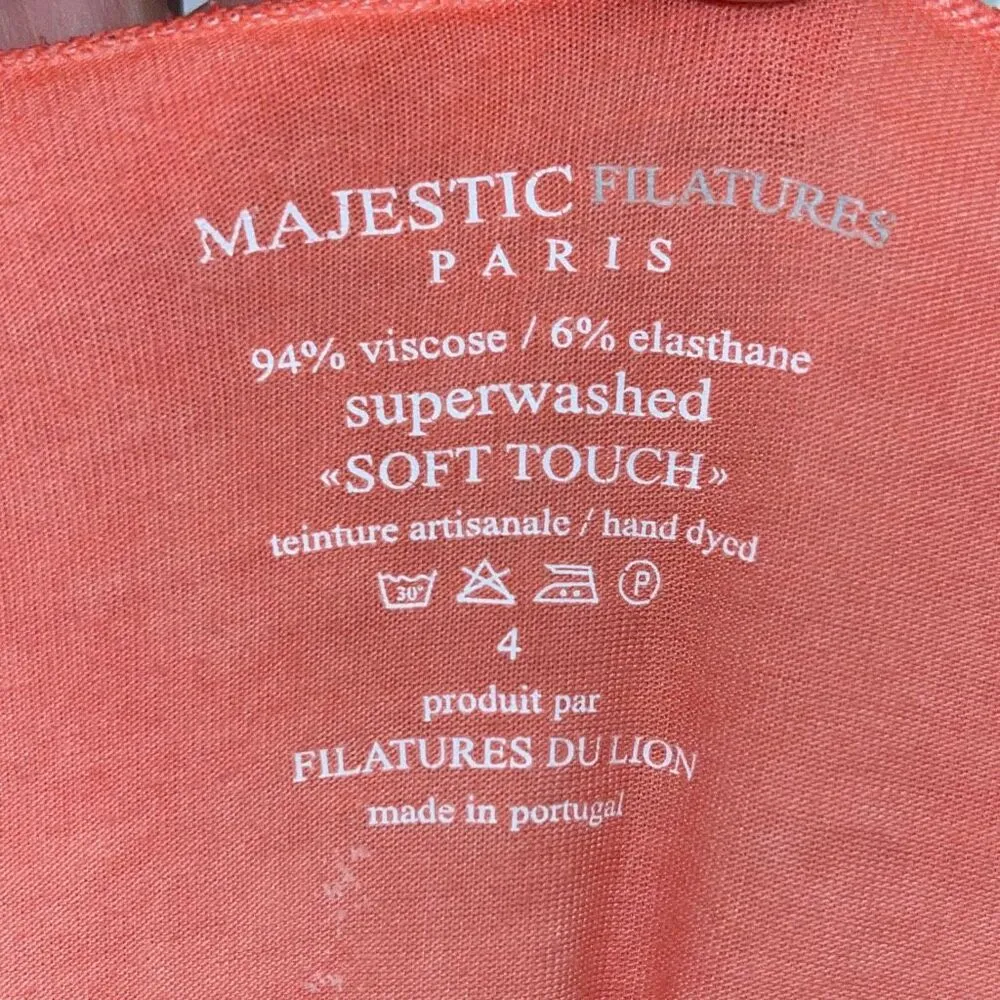 MAJESTIC FILATURES
PARIS
94% viscose / 6% elasthane
superwashed
«SOFT TOUCH»
teinture artisanale / hand dyed
30° P
4
produit par
FILATURES DU LION
made in portugal